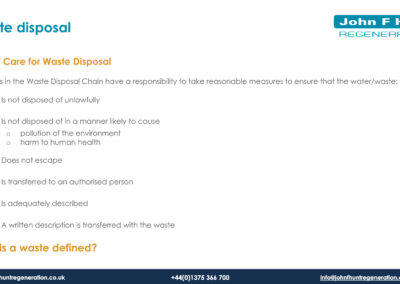 te disposal
John F H
REGENERA
Care for Waste Disposal
s in the Waste Disposal Chain have a responsibility to take reasonable measures to ensure that the water/waste:
Is not disposed of unlawfully
Is not disposed of in a manner likely to cause
o pollution of the environment
o harm to human health
Does not escape
Is transferred to an authorised person
Is adequately described
A written description is transferred with the waste
is a waste defined?
huntregeneration.co.uk
+44(0)1375 366 700
info@johnfhuntregeneration.c